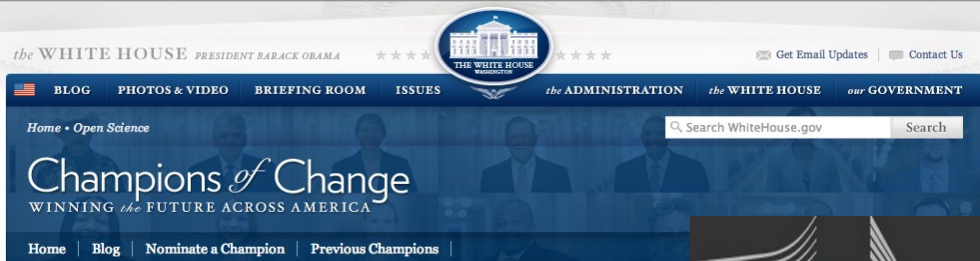 the WHITE HOUSE PRESIDENT BARACK OBAMA
THE WHITE HOUSE
WASHINGTON
Get Email Updates
Contact Us
BLOG
PHOTOS & VIDEO
BRIEFING ROOM
ISSUES
the ADMINISTRATION
the WHITE HOUSE
our GOVERNMENT
Home • Open Science
Search WhiteHouse.gov
Search
Champions of Change
WINNING the FUTURE ACROSS AMERICA
Home
Blog
Nominate a Champion
Previous Champions